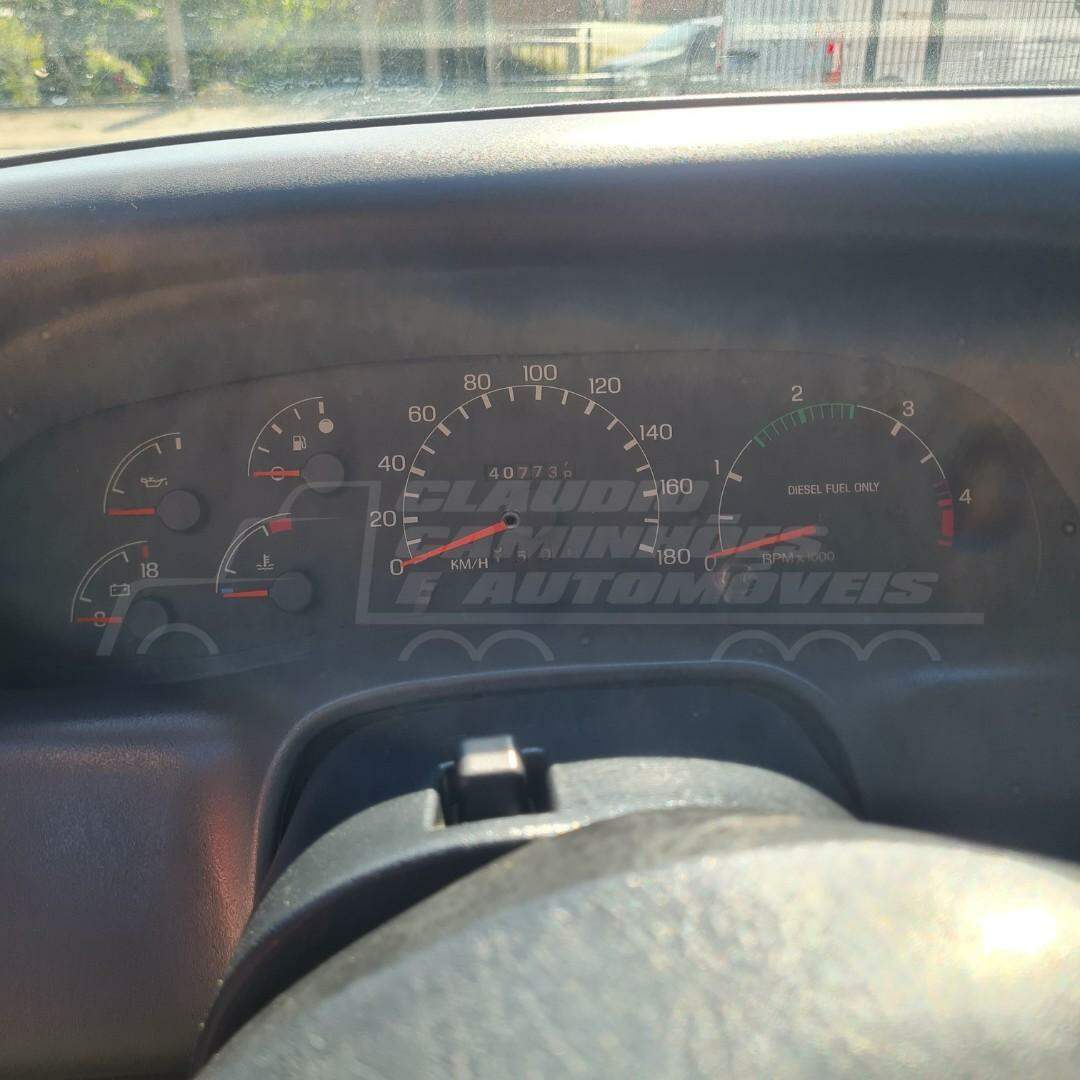 80 100 120
60 140
40 160
20 180
0
40773
KM/H
18
8
1 2 3 4
0
DIESEL FUEL ONLY
RPM x 1000
CLAUDIO
CAMINHÕES
E AUTOMÓVEIS